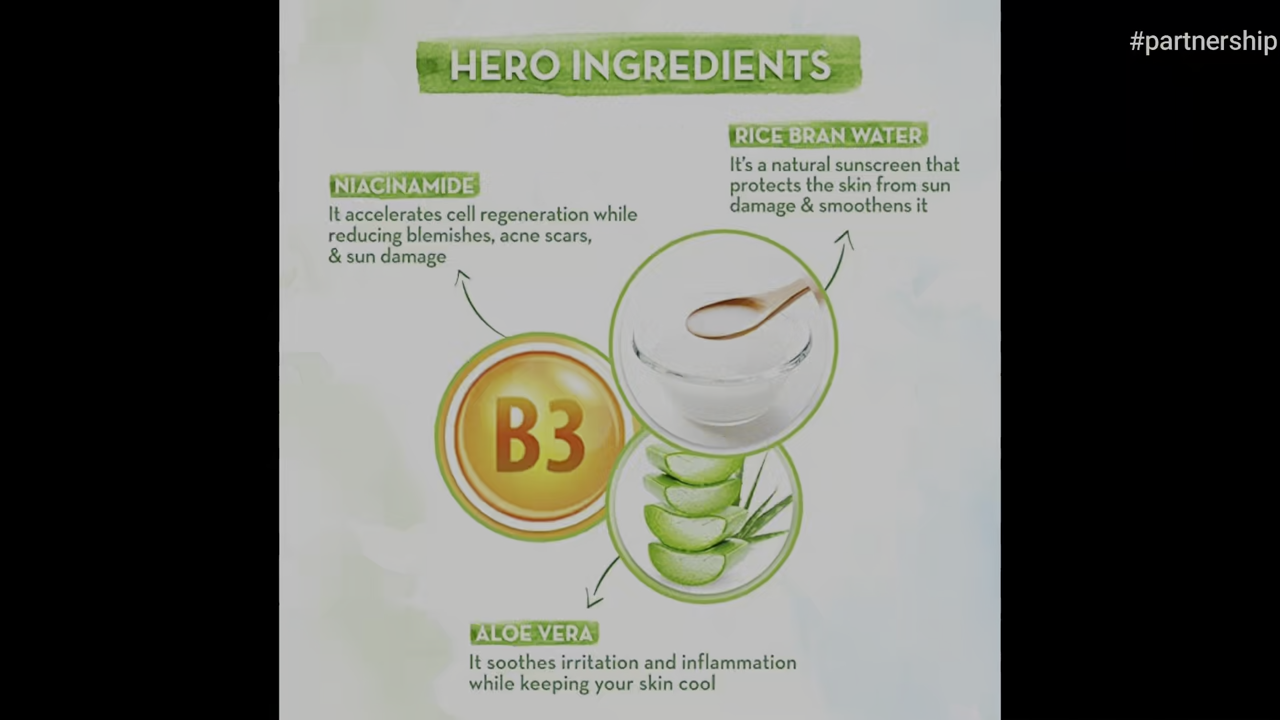 #partnership
HERO INGREDIENTS
RICE BRAN WATER
It's a natural sunscreen that
protects the skin from sun
damage & smoothens it
NIACINAMIDE
It accelerates cell regeneration while
reducing blemishes, acne scars,
& sun damage
B3
ALOE VERA
It soothes irritation and inflammation
while keeping your skin cool